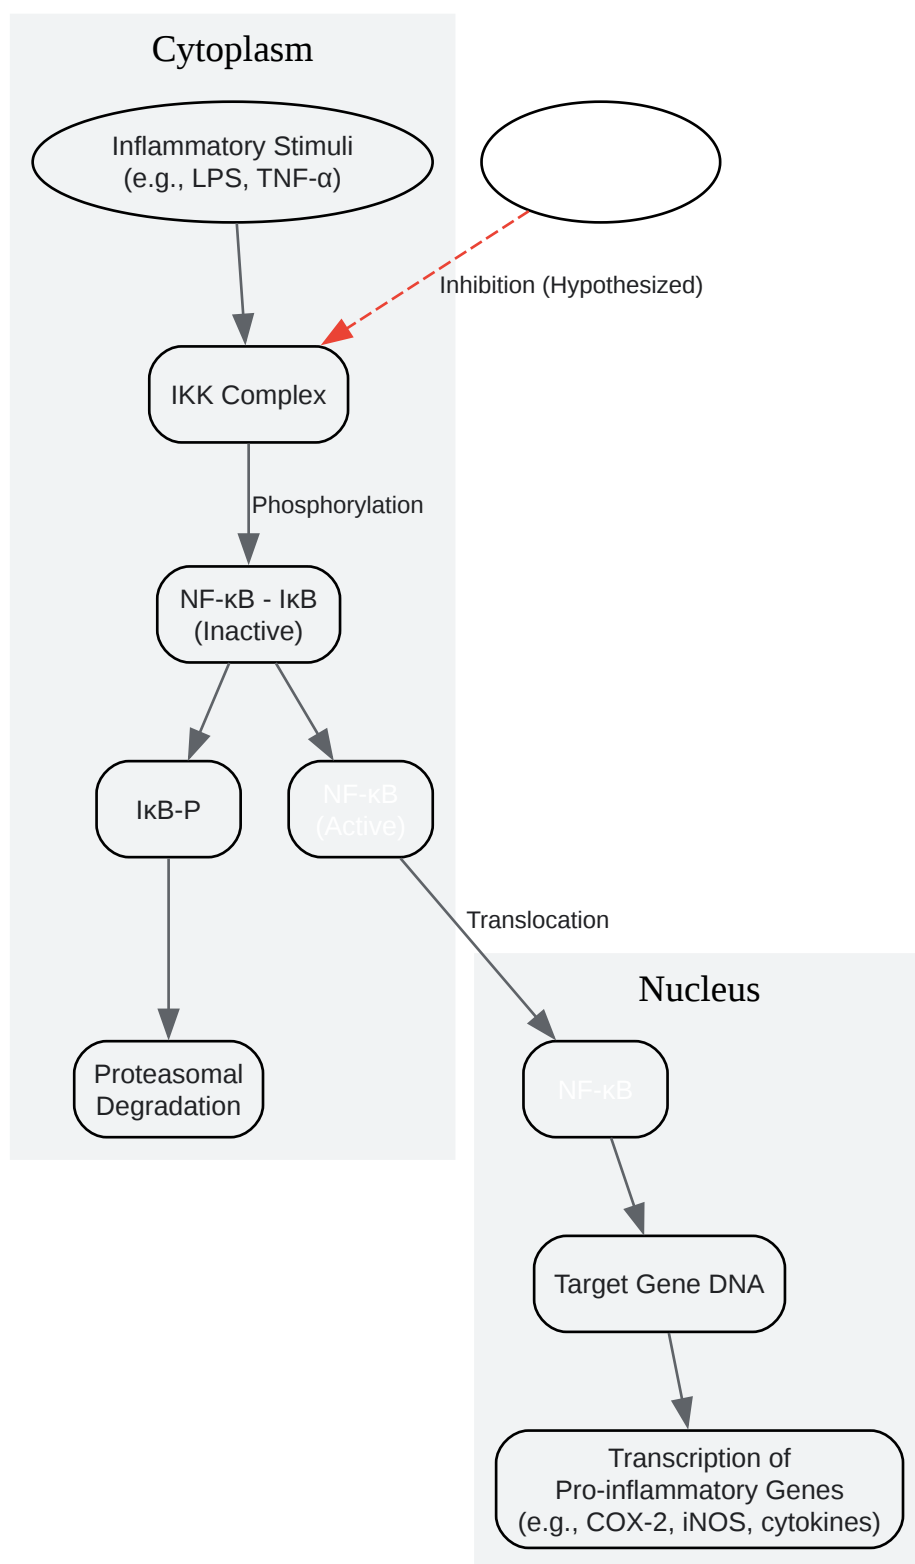 Cytoplasm
Inflammatory Stimuli
(e.g., LPS, TNF-α)
Inhibition (Hypothesized)
IKK Complex
Phosphorylation
NF-κB - IκB
(Inactive)
IκB-P
NF-κB
(Active)
Translocation
Nucleus
Proteasomal
Degradation
NF-κB
Target Gene DNA
Transcription of
Pro-inflammatory Genes
(e.g., COX-2, iNOS, cytokines)